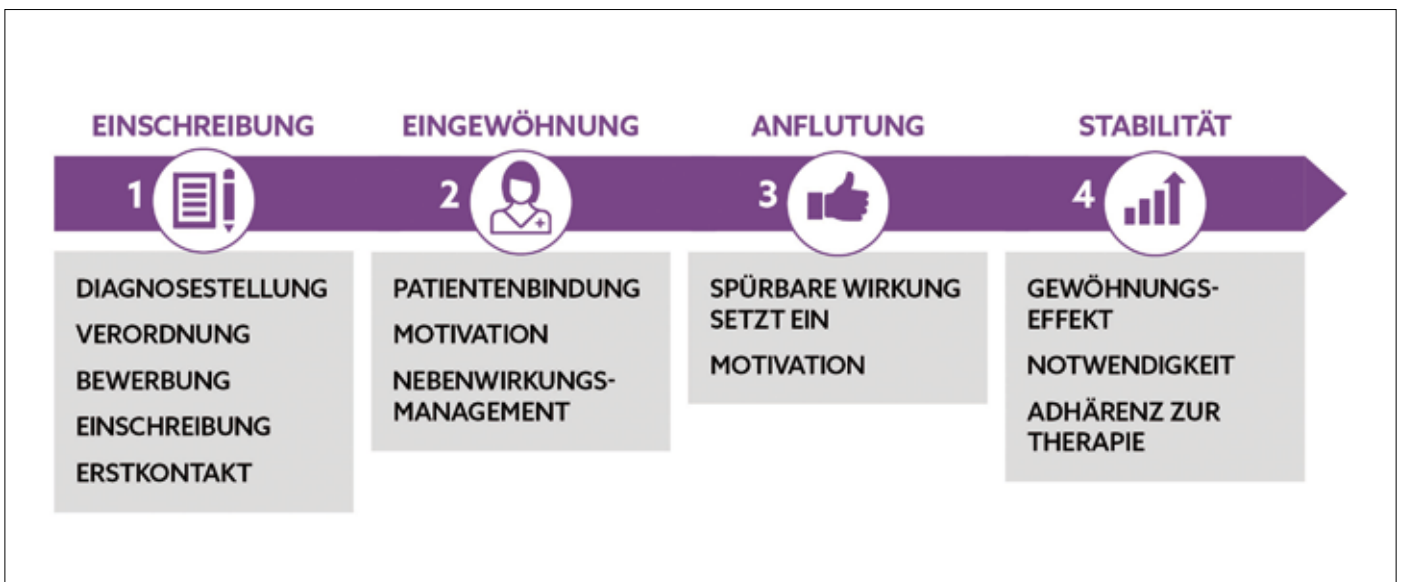 EINSCHREIBUNG
1
DIAGNOSESTELLUNG
VERORDNUNG
BEWERBUNG
EINSCHREIBUNG
ERSTKONTAKT
EINGEWÖHNUNG
2
PATIENTENBINDUNG
MOTIVATION
NEBENWIRKUNGS-
MANAGEMENT
ANFLUTUNG
3
SPÜRBARE WIRKUNG
SETZT EIN
MOTIVATION
STABILITÄT
4
GEWÖHNUNGS-
EFFEKT
NOTWENDIGKEIT
ADHÄRENZ ZUR
THERAPIE